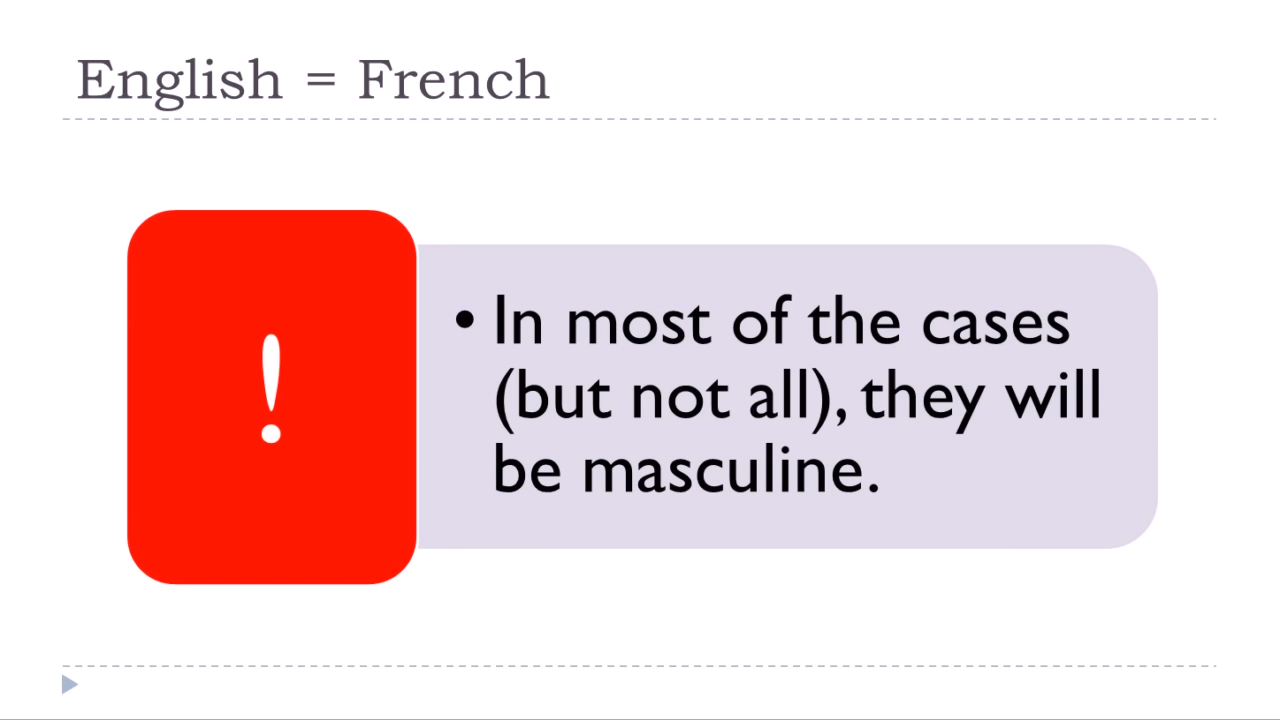 English = French
!
• In most of the cases
(but not all), they will
be masculine.